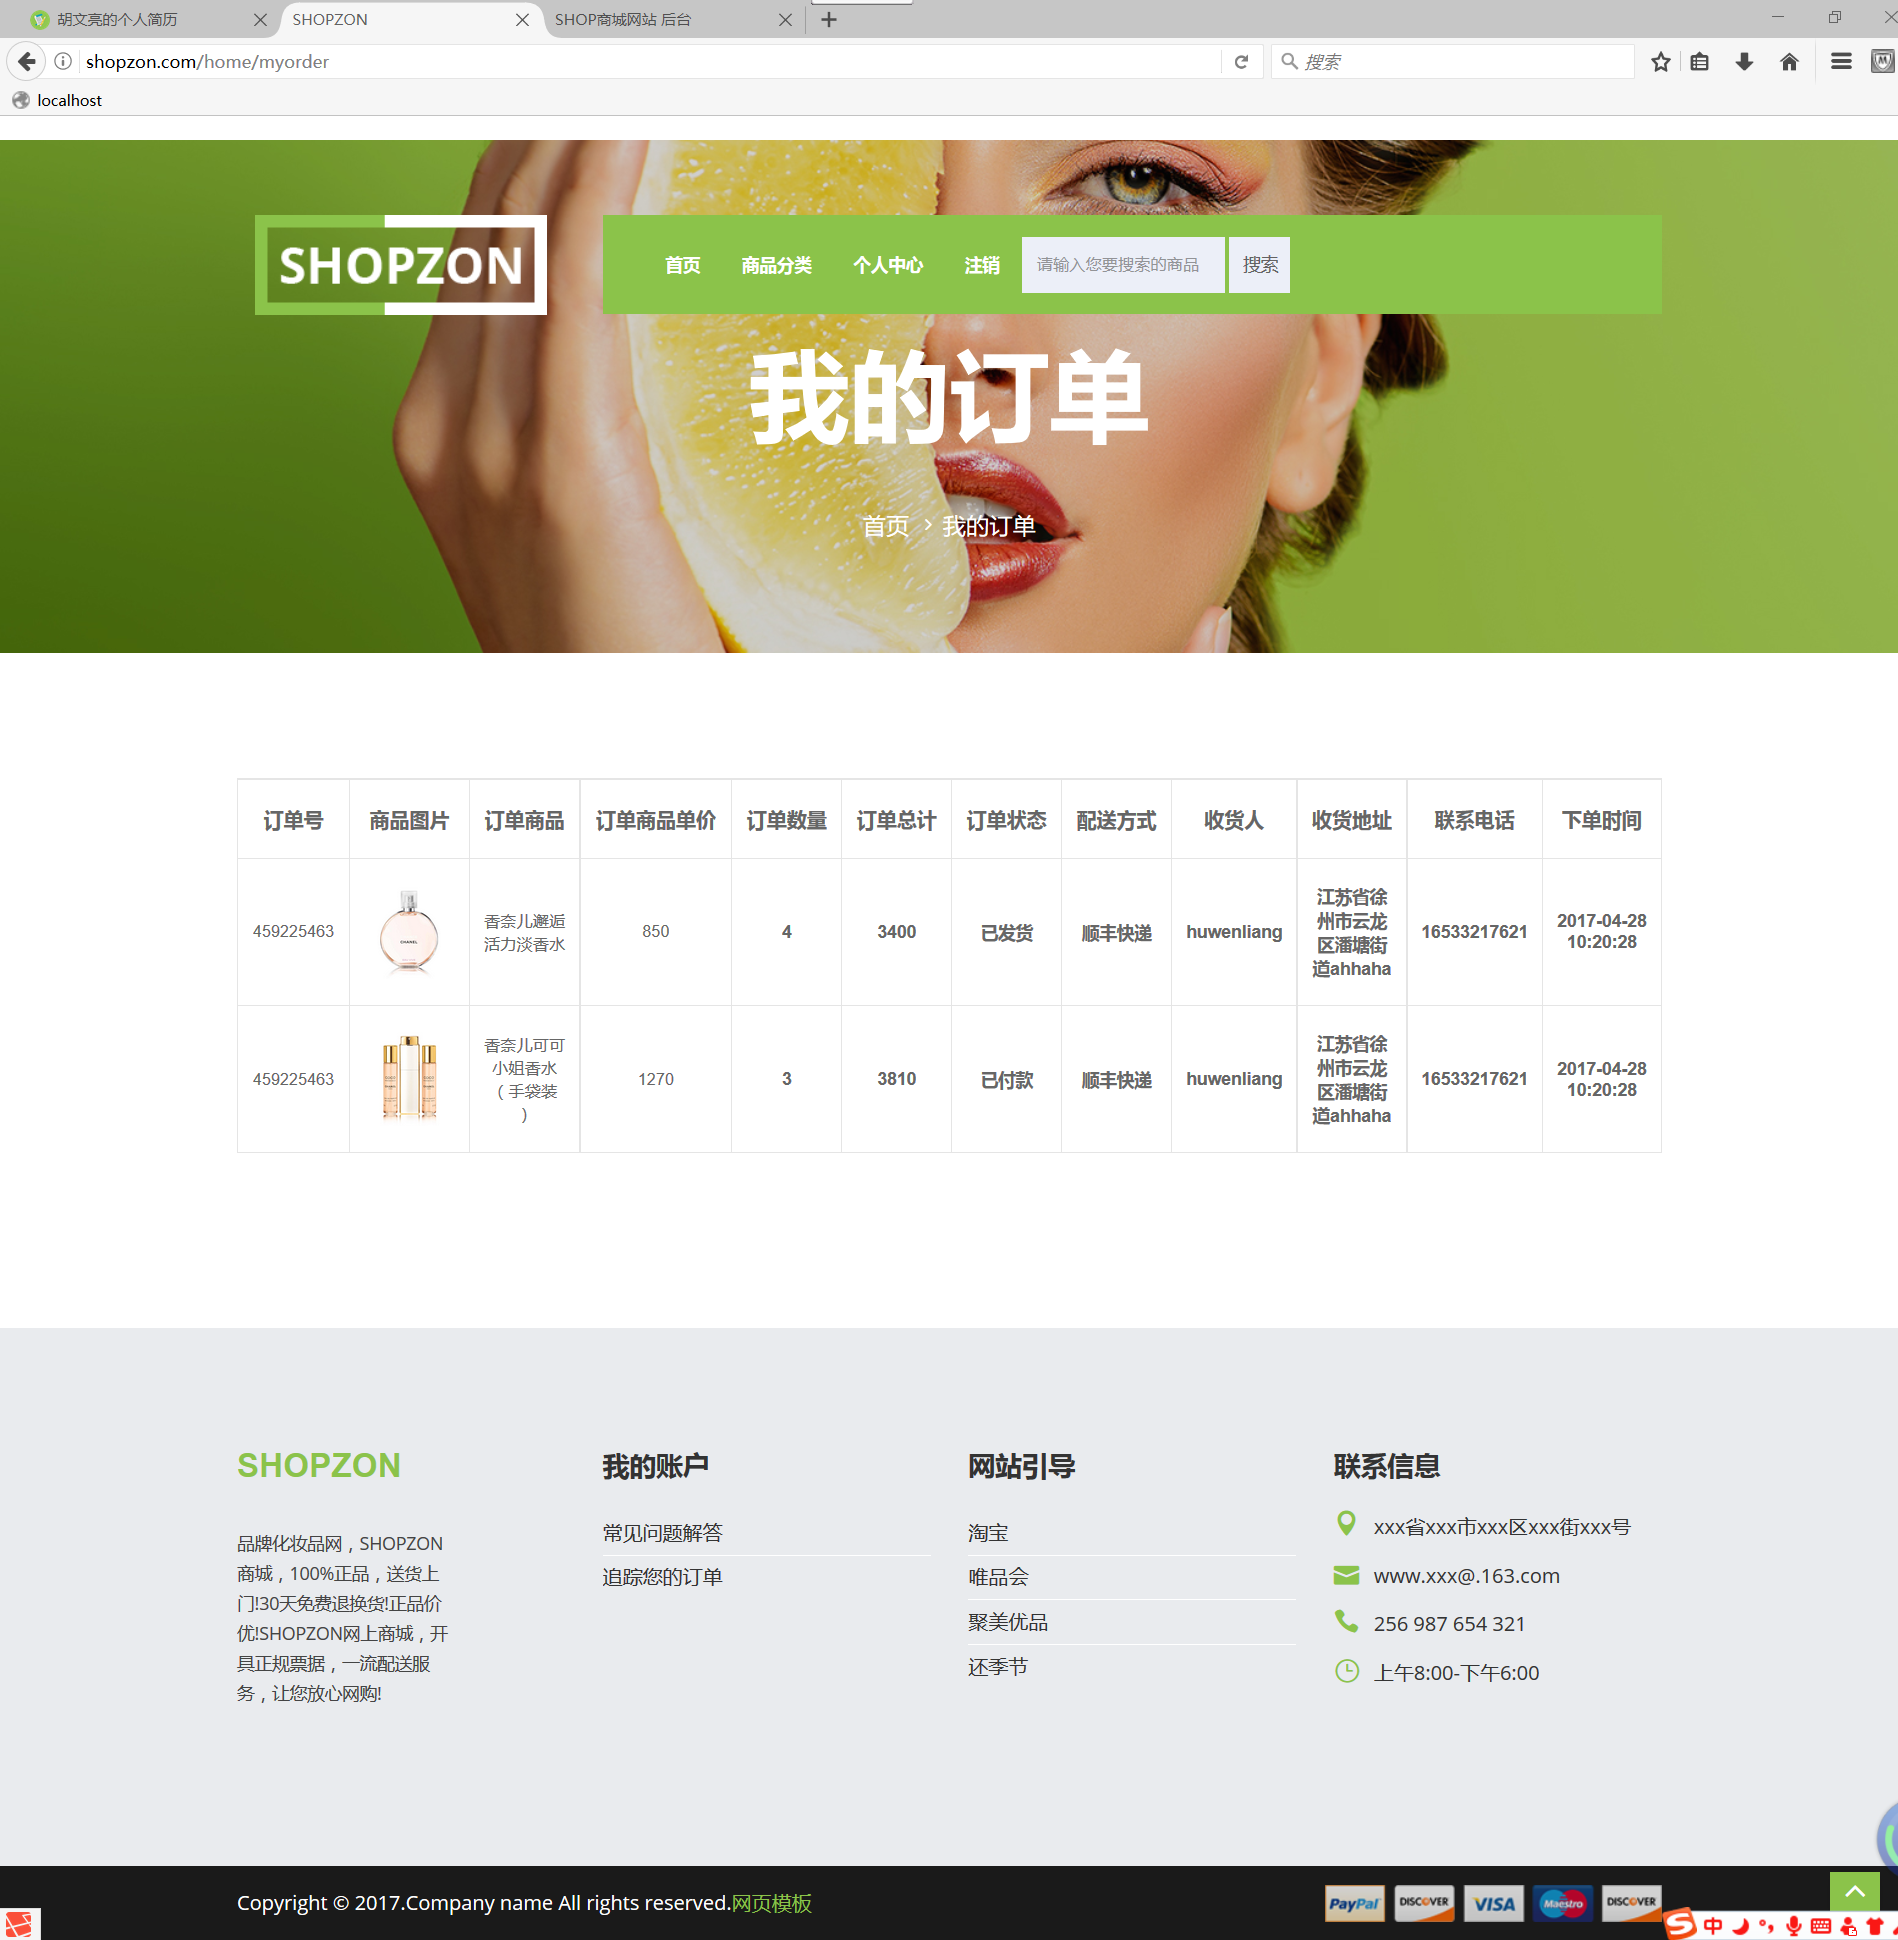 胡文亮的个人简历
SHOPZON
SHOP商城网站 后台
shopzon.com/home/myorder
搜索
localhost
SHOPZON
首页
商品分类
个人中心
注销
请输入您要搜索的商品
搜索
我的订单
首页 > 我的订单
订单号 商品图片 订单商品 订单商品单价 订单数量 订单总计 订单状态 配送方式 收货人 收货地址 联系电话 下单时间
459225463
CHANEL
香奈儿邂逅
活力淡香水
850
4
3400
已发货
顺丰快递
huwenliang
江苏省徐
州市云龙
区潘塘街
道ahhaha
16533217621
2017-04-28
10:20:28
459225463
香奈儿可可
小姐香水
（手袋装
）
1270
3
3810
已付款
顺丰快递
huwenliang
江苏省徐
州市云龙
区潘塘街
道ahhaha
16533217621
2017-04-28
10:20:28
SHOPZON
品牌化妆品网，SHOPZON
商城，100%正品，送货上
门!30天免费退换货!正品价
优!SHOPZON网上商城，开
具正规票据，一流配送服
务，让您放心网购!
我的账户
常见问题解答
追踪您的订单
网站引导
淘宝
唯品会
聚美优品
还季节
联系信息
xxx省xxx市xxx区xxx街xxx号
www.xxx@.163.com
256 987 654 321
上午8:00-下午6:00
Copyright © 2017.Company name All rights reserved.网页模板
PayPal
DISCOVER
VISA
Maestro
DISCOVER
S 中